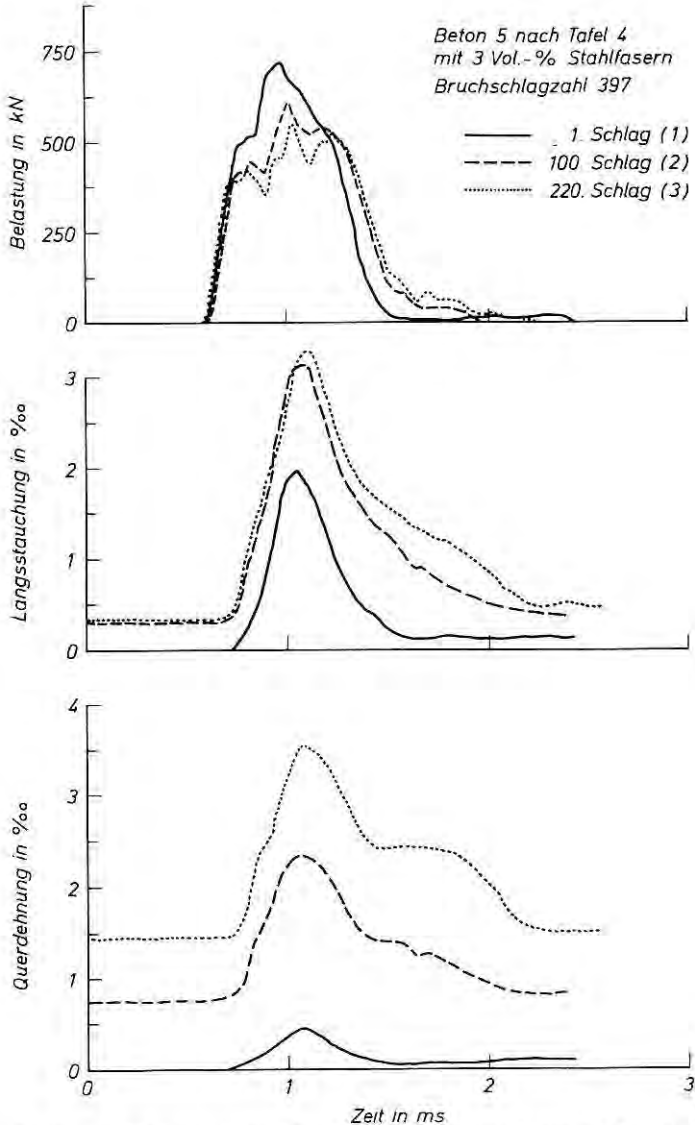 Beton 5 nach Tafel 4
mit 3 Vol.-% Stahlfasern
Bruchschlagzahl 397
1. Schlag (1)
100 Schlag (2)
220. Schlag (3)
Belastung in kN
750
500
250
0
Langsstauchung in ‰
3
2
1
0
Querdehnung in ‰
4
3
2
1
0
0
1
2
3
Zeit in ms